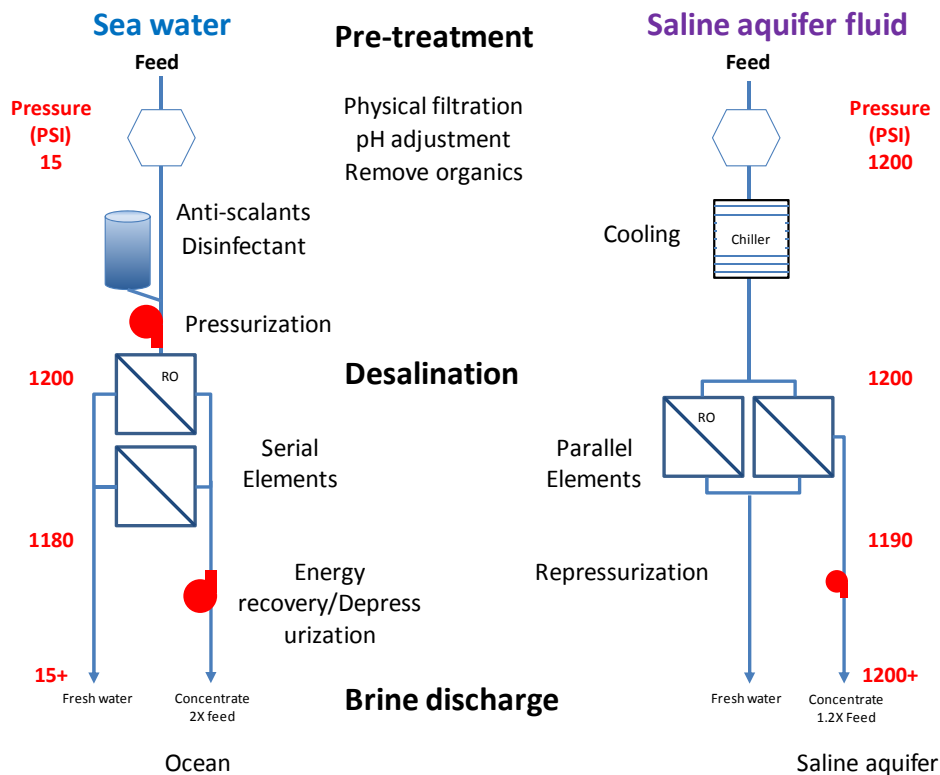 Sea water
Pre-treatment
Saline aquifer fluid
Feed
Feed
Pressure
(PSI)
15
Physical filtration
pH adjustment
Remove organics
Pressure
(PSI)
1200
Anti-scalants
Disinfectant
Cooling
Chiller
Pressurization
1200
RO
Desalination
1200
RO
Serial
Elements
Parallel
Elements
1180
1190
Energy
recovery/Depress
urization
Repressurization
15+
Fresh water
Concentrate
2X feed
Brine discharge
Fresh water
1200+
Concentrate
1.2X Feed
Ocean
Saline aquifer